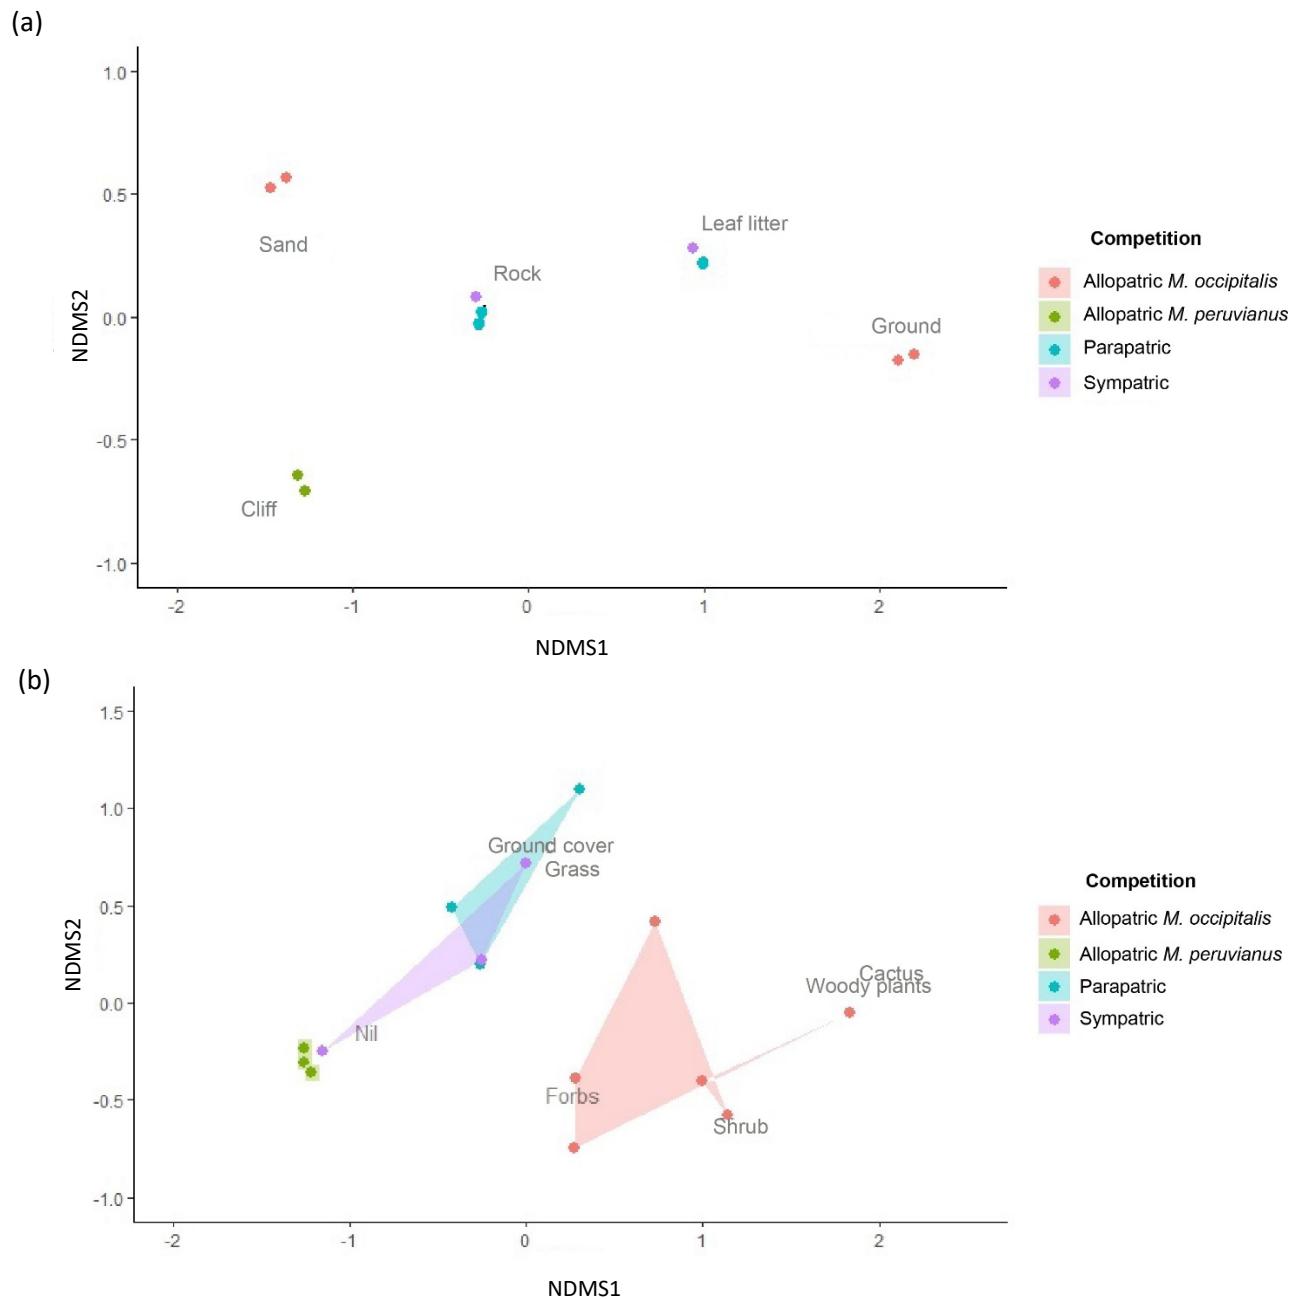 (a)
1.0
0.5
0.0
-0.5
-1.0
NDMS2
Sand
Rock
Leaf litter
Ground
Cliff
-2
-1
0
1
2
NDMS1
Competition
Allopatric M. occipitalis
Allopatric M. peruvianus
Parapatric
Sympatric
(b)
1.5
1.0
0.5
0.0
-0.5
-1.0
NDMS2
Ground cover
Grass
Nil
Forbs
Cactus
Woody plants
Shrub
-2
-1
0
1
2
NDMS1
Competition
Allopatric M. occipitalis
Allopatric M. peruvianus
Parapatric
Sympatric